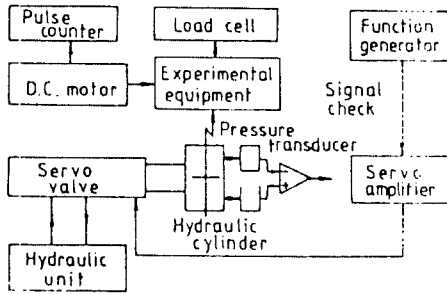 Pulse
counter
Load cell
Function
generator
D.C. motor
Experimental
equipment
Signal
check
Pressure
transducer
Servo
valve
Servo
amplifier
Hydraulic
cylinder
Hydraulic
unit